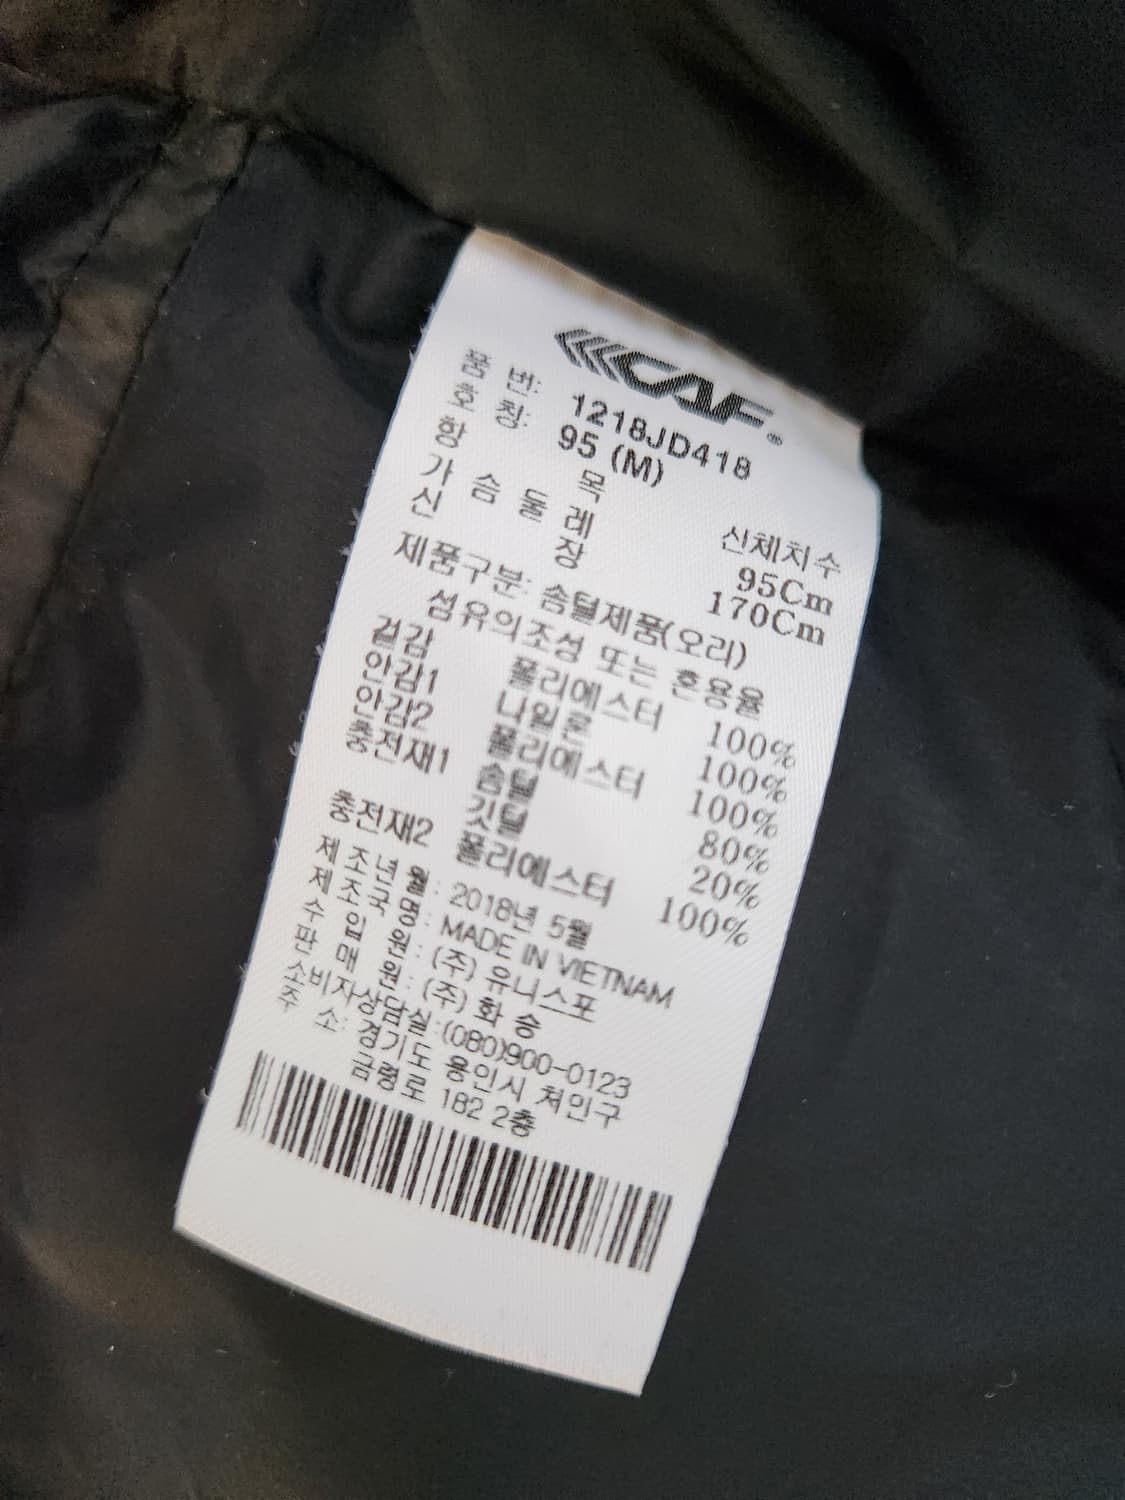 CAF®
품 번: 1218JD418
호 칭: 95 (M)
항 목 신체치수
가 슴 둘 레 95Cm
신 장 170Cm
제품구분: 솜털제품(오리)
섬유의조성 또는 혼용율
겉감 폴리에스터 100%
안감1 나일론 100%
안감2 폴리에스터 100%
충전재1 솜털 80%
깃털 20%
충전재2 폴리에스터 100%
제 조 년 월: 2018년 5월
제 조 국 명: MADE IN VIETNAM
수 입 원: (주) 유니스포
판 매 원: (주) 화 승
소비자상담실:(080)900-0123
주 소: 경기도 용인시 처인구
금령로 182 2층